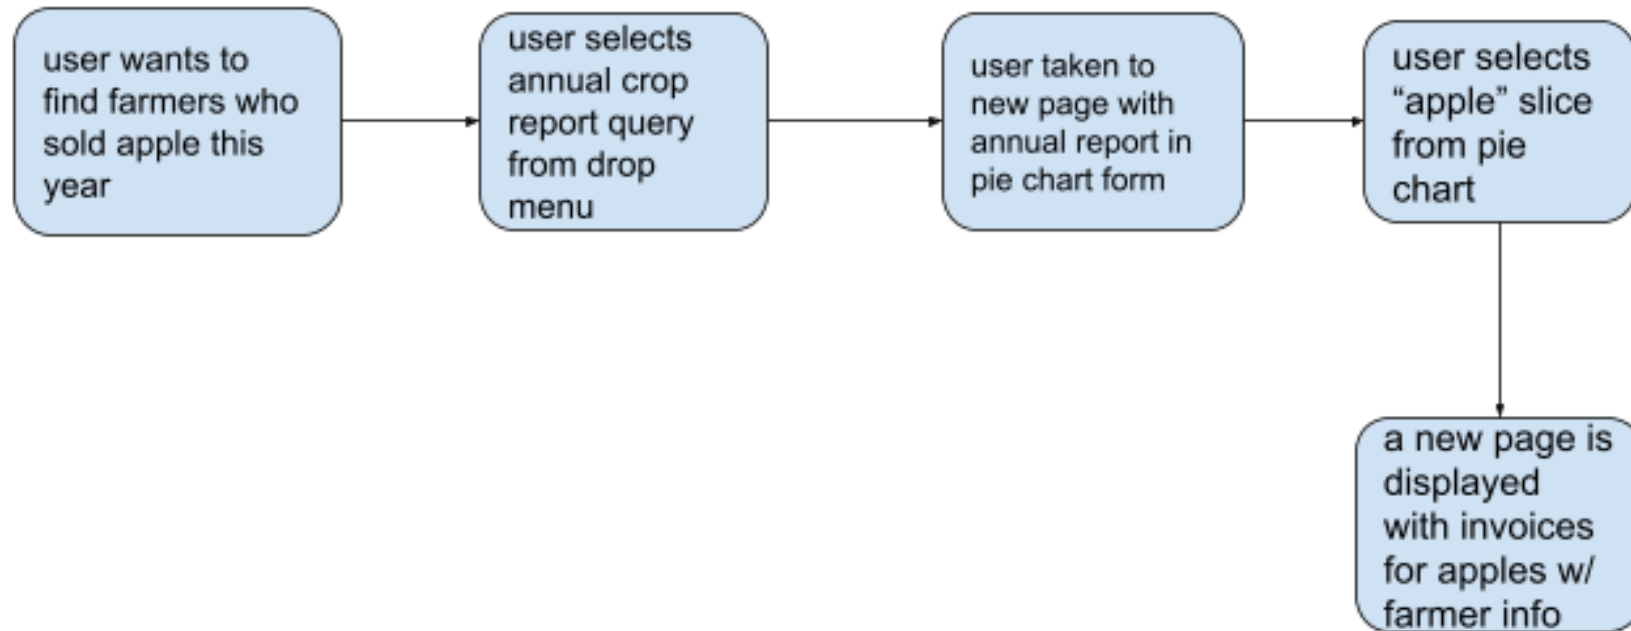 user wants to
find farmers who
sold apple this
year
user selects
annual crop
report query
from drop
menu
user taken to
new page with
annual report in
pie chart form
user selects
“apple” slice
from pie
chart
a new page is
displayed
with invoices
for apples w/
farmer info